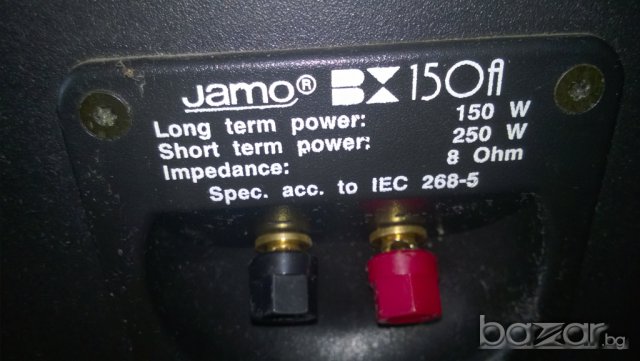 Jamo® BX 150A
Long term power: 150 W
Short term power: 250 W
Impedance: 8 Ohm
Spec. acc. to IEC 268-5
bazar.bg